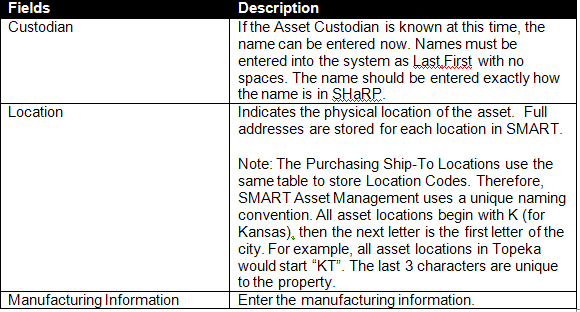 Fields Description
Custodian If the Asset Custodian is known at this time, the
name can be entered now. Names must be
entered into the system as Last,First with no
spaces. The name should be entered exactly how
the name is in SHaRP.
Location Indicates the physical location of the asset.  Full
addresses are stored for each location in SMART.
Note: The Purchasing Ship-To Locations use the
same table to store Location Codes. Therefore,
SMART Asset Management uses a unique naming
convention. All asset locations begin with K (for
Kansas), then the next letter is the first letter of the
city. For example, all asset locations in Topeka
would start “KT”. The last 3 characters are unique
to the property.
Manufacturing Information Enter the manufacturing information.